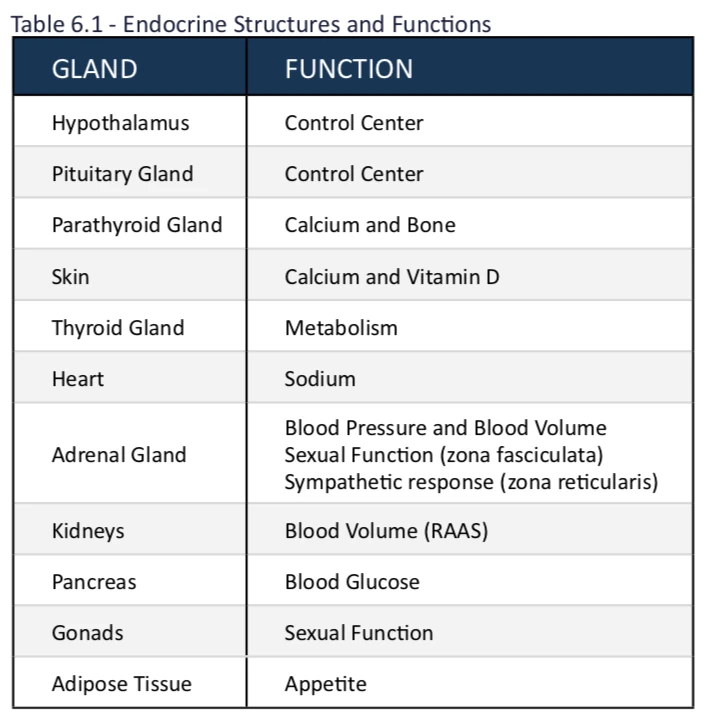 Table 6.1 - Endocrine Structures and Functions
GLAND FUNCTION
Hypothalamus Control Center
Pituitary Gland Control Center
Parathyroid Gland Calcium and Bone
Skin Calcium and Vitamin D
Thyroid Gland Metabolism
Heart Sodium
Adrenal Gland Blood Pressure and Blood Volume
Sexual Function (zona fasciculata)
Sympathetic response (zona reticularis)
Kidneys Blood Volume (RAAS)
Pancreas Blood Glucose
Gonads Sexual Function
Adipose Tissue Appetite